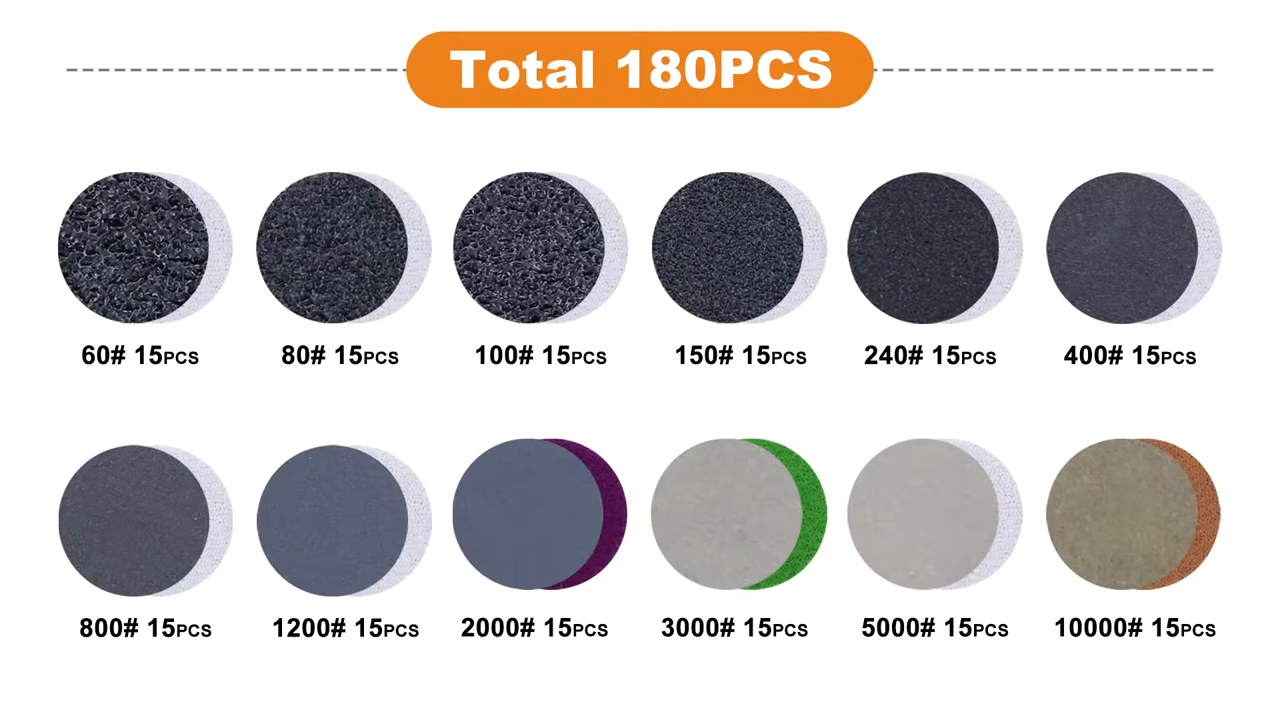 Total 180PCS
60# 15PCS
80# 15PCS
100# 15PCS
150# 15PCS
240# 15PCS
400# 15PCS
800# 15PCS
1200# 15PCS
2000# 15PCS
3000# 15PCS
5000# 15PCS
10000# 15PCS